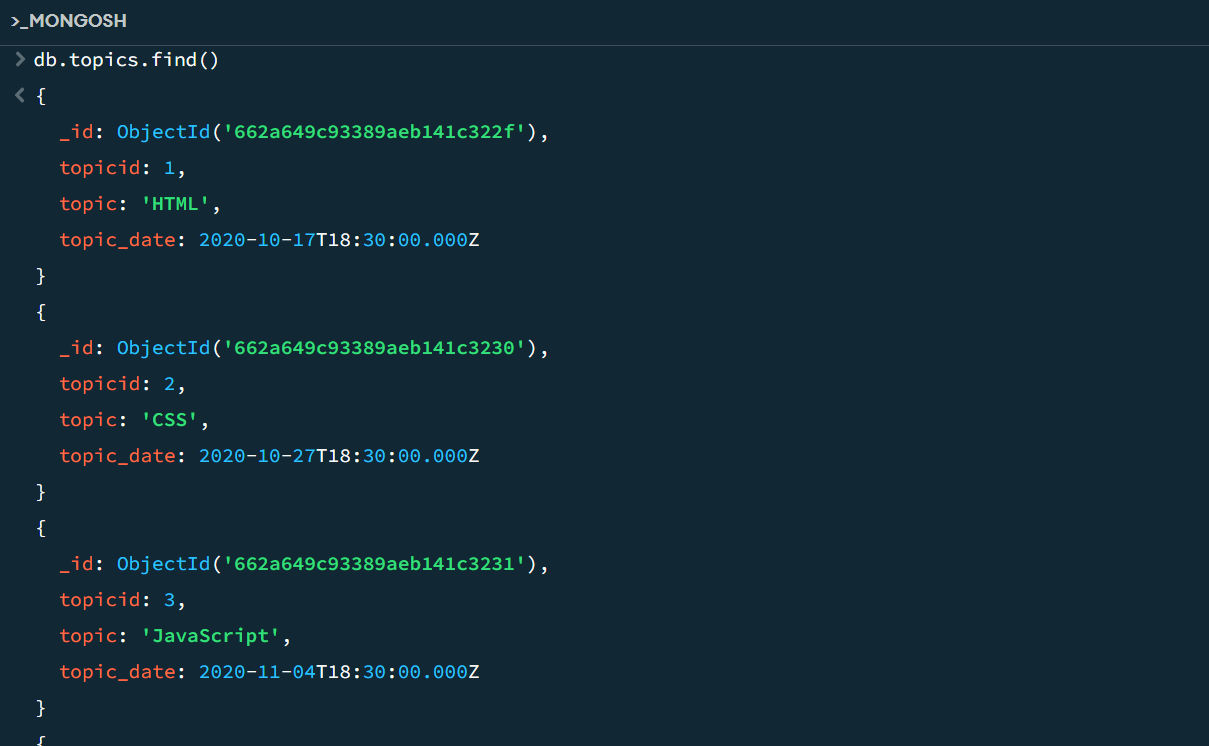 >_MONGOSH
> db.topics.find()
< {
_id: ObjectId('662a649c93389aeb141c322f'),
topicid: 1,
topic: 'HTML',
topic_date: 2020-10-17T18:30:00.000Z
}
{
_id: ObjectId('662a649c93389aeb141c3230'),
topicid: 2,
topic: 'CSS',
topic_date: 2020-10-27T18:30:00.000Z
}
{
_id: ObjectId('662a649c93389aeb141c3231'),
topicid: 3,
topic: 'JavaScript',
topic_date: 2020-11-04T18:30:00.000Z
}
{